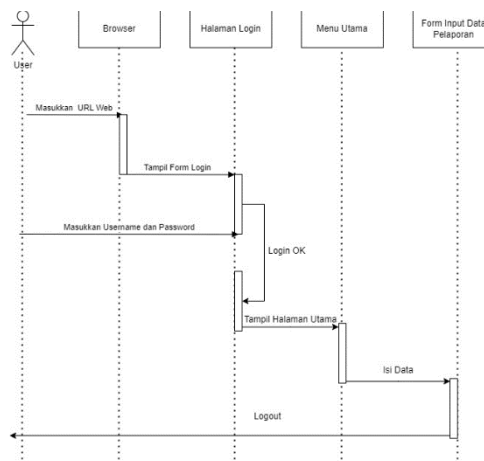 Browser
Halaman Login
Menu Utama
Form Input Data
Pelaporan
User
Masukkan URL Web
Tampil Form Login
Masukkan Username dan Password
Login OK
Tampil Halaman Utama
Isi Data
Logout